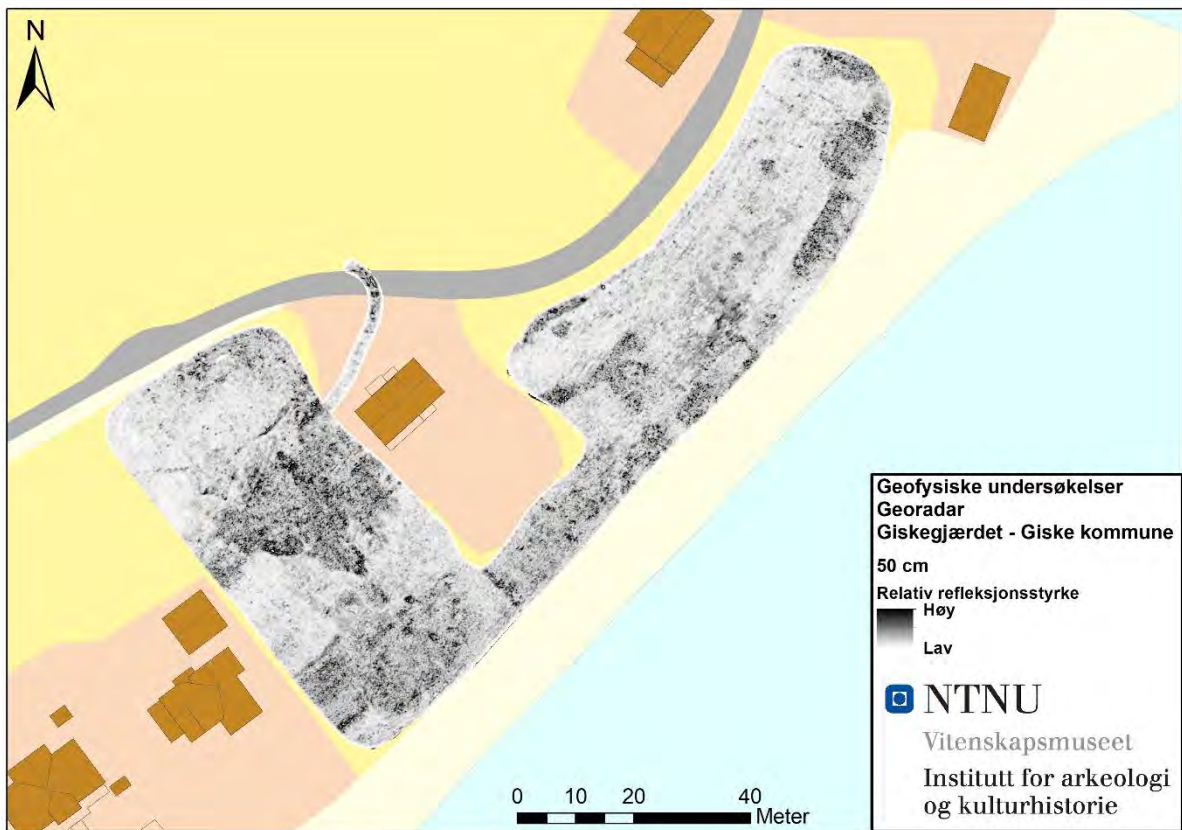 N
Geofysiske undersøkelser
Georadar
Giskegjærdet - Giske kommune
50 cm
Relativ refleksjonsstyrke
Høy
Lav
NTNU
Vitenskapsmuseet
Institutt for arkeologi
og kulturhistorie
0 10 20 40
Meter